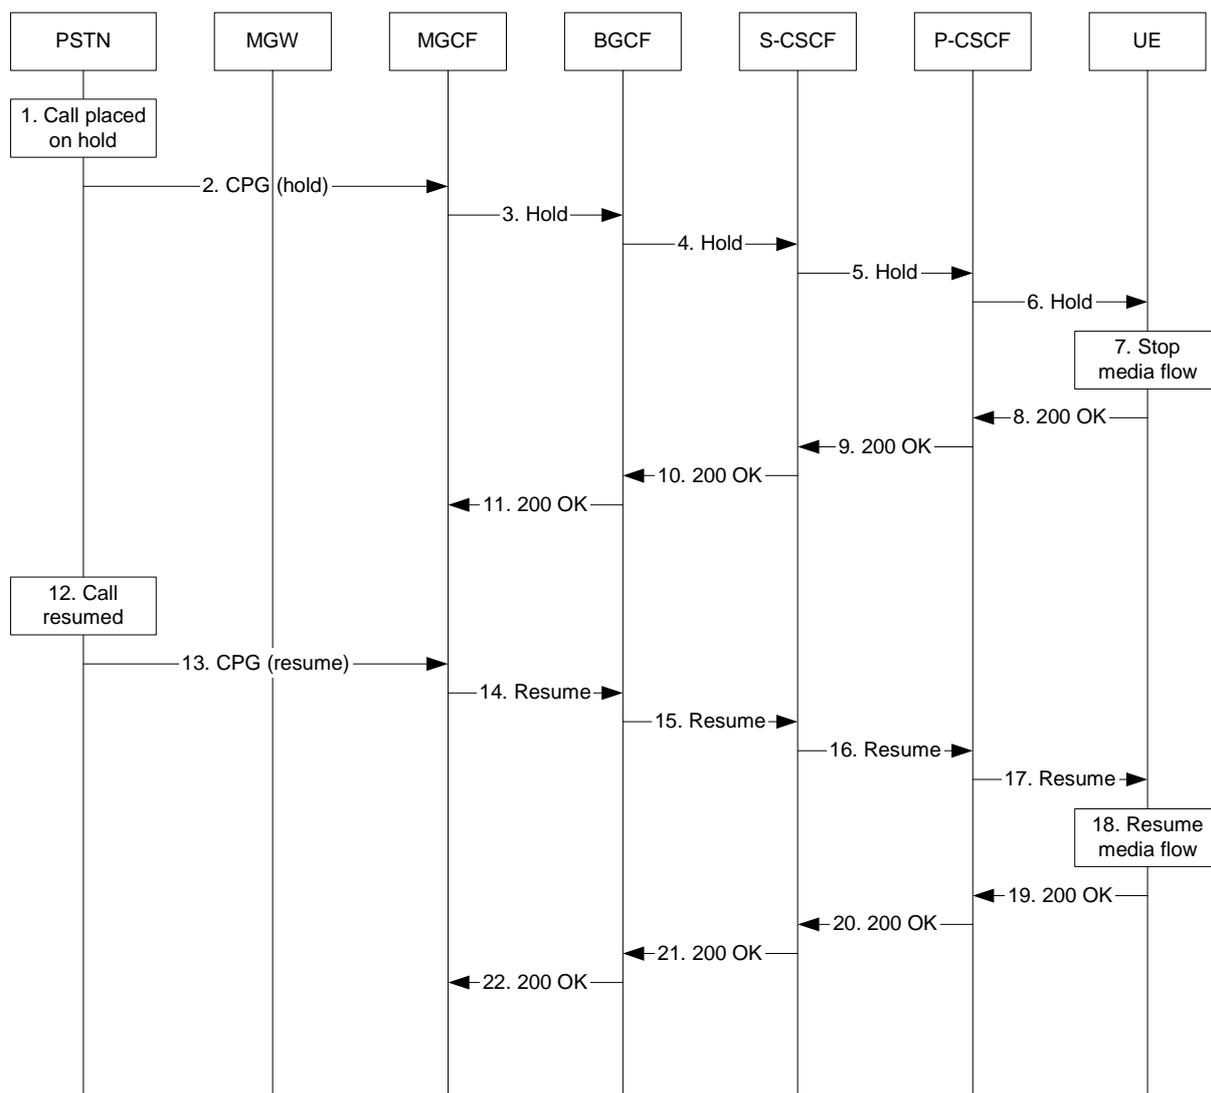 PSTN
MGW
MGCF
BGCF
S-CSCF
P-CSCF
UE
1. Call placed
on hold
2. CPG (hold)
3. Hold
4. Hold
5. Hold
6. Hold
7. Stop
media flow
8. 200 OK
9. 200 OK
10. 200 OK
11. 200 OK
12. Call
resumed
13. CPG (resume)
14. Resume
15. Resume
16. Resume
17. Resume
18. Resume
media flow
19. 200 OK
20. 200 OK
21. 200 OK
22. 200 OK